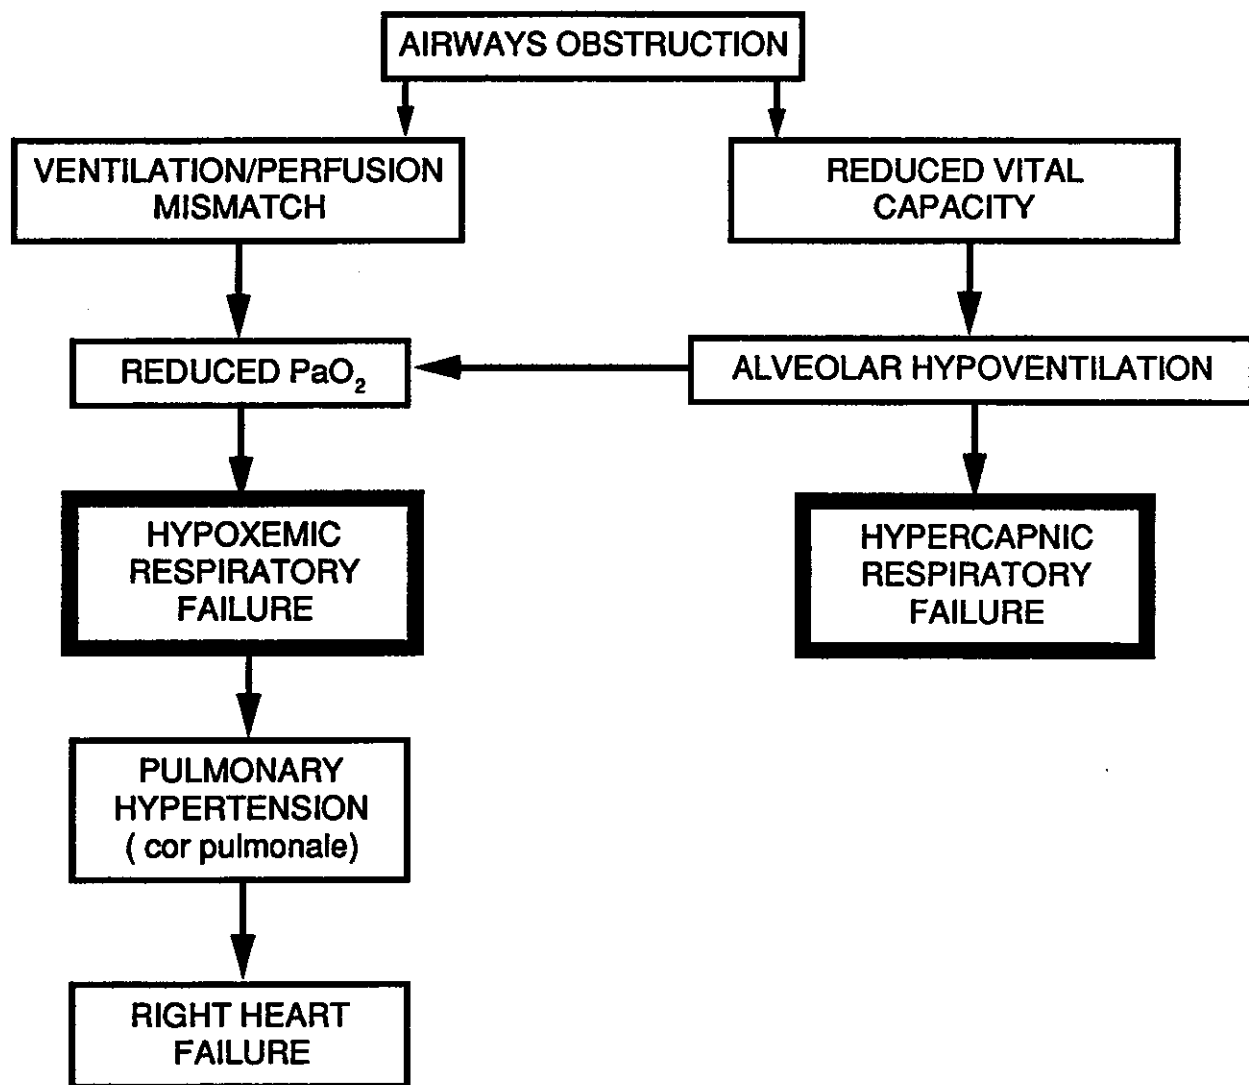 AIRWAYS OBSTRUCTION
VENTILATION/PERFUSION
MISMATCH
REDUCED VITAL
CAPACITY
REDUCED PaO₂
ALVEOLAR HYPOVENTILATION
HYPOXEMIC
RESPIRATORY
FAILURE
HYPERCAPNIC
RESPIRATORY
FAILURE
PULMONARY
HYPERTENSION
( cor pulmonale)
RIGHT HEART
FAILURE